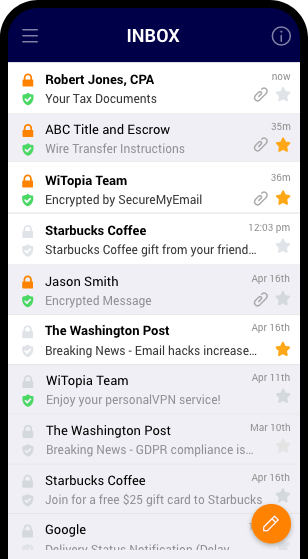 INBOX
Robert Jones, CPA now
Your Tax Documents
ABC Title and Escrow 35m
Wire Transfer Instructions
WiTopia Team 36m
Encrypted by SecureMyEmail
Starbucks Coffee 12:03 pm
Starbucks Coffee gift from your friend...
Jason Smith Apr 16th
Encrypted Message
The Washington Post Apr 16th
Breaking News - Email hacks increase...
WiTopia Team Apr 11th
Enjoy your personalVPN service!
The Washington Post Mar 10th
Breaking News - GDPR compliance is...
Starbucks Coffee Apr 16th
Join for a free $25 gift card to Starbucks
Google
Delivery Status Notification (Delay